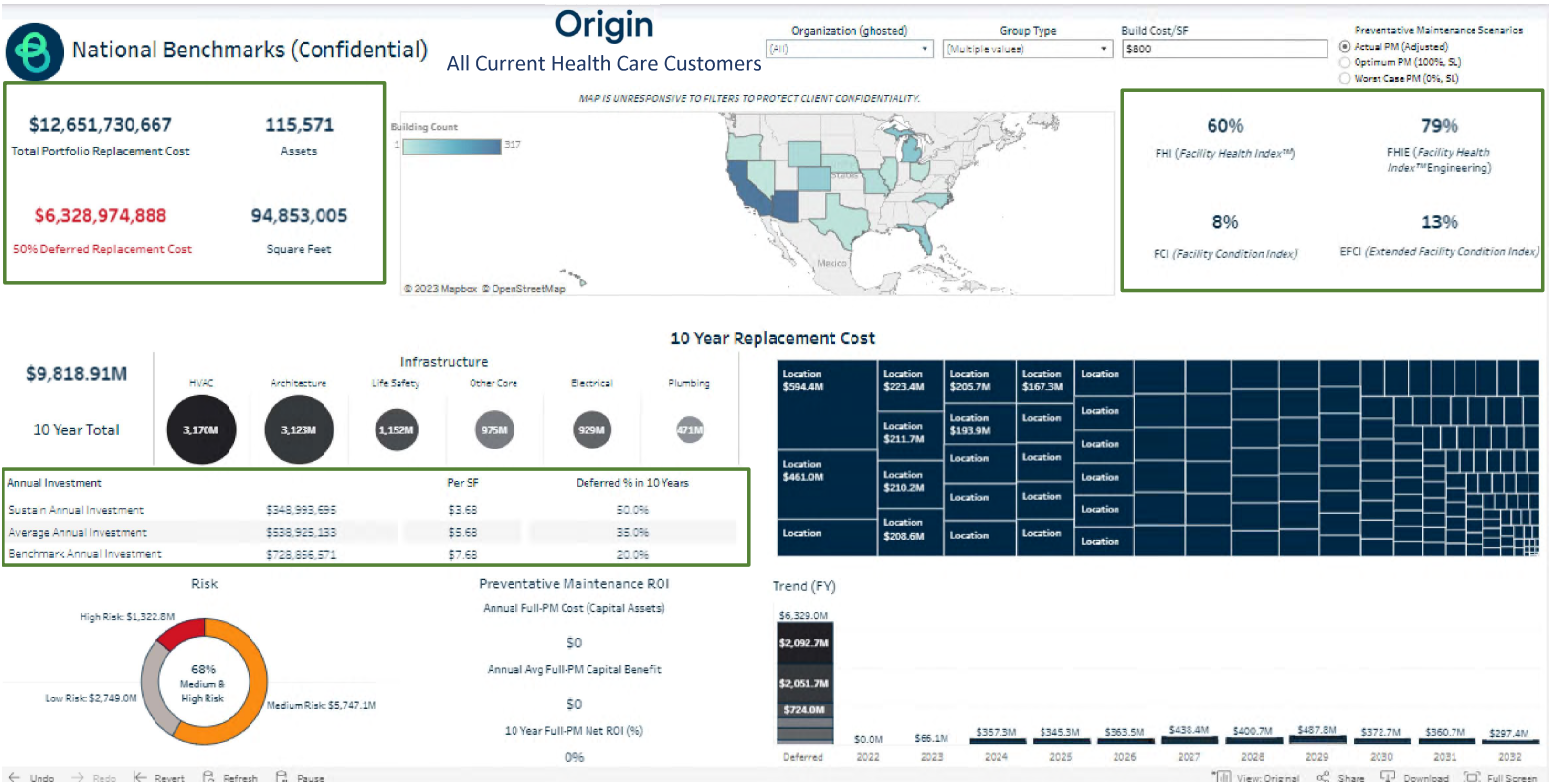 Origin
National Benchmarks (Confidential)
All Current Health Care Customers
Organization (ghosted)
(All)
Group Type
(Multiple values)
Build Cost/SF
$800
Preventative Maintenance Scenarios
Actual PM (Adjusted)
Optimum PM (100%, SL)
Worst Case PM (0%, SL)
$12,651,730,667
Total Portfolio Replacement Cost
115,571
Assets
$6,328,974,888
50% Deferred Replacement Cost
94,853,005
Square Feet
MAP IS UNRESPONSIVE TO FILTERS TO PROTECT CLIENT CONFIDENTIALITY.
Building Count
1 317
States
Mexico
© 2023 Mapbox © OpenStreetMap
60%
FHI (Facility Health Index™)
79%
FHIE (Facility Health
Index™ Engineering)
8%
FCI (Facility Condition Index)
13%
EFCI (Extended Facility Condition Index)
10 Year Replacement Cost
$9,818.91M
10 Year Total
Infrastructure
HVAC Architecture Life Safety Other Core Electrical Plumbing
3,170M 3,123M 1,152M 975M 929M 471M
Annual Investment Per SF Deferred % in 10 Years
Sustain Annual Investment $348,993,695 $3.68 50.0%
Average Annual Investment $538,925,133 $5.68 35.0%
Benchmark Annual Investment $728,856,571 $7.68 20.0%
Location
$594.4M
Location
$461.0M
Location
Location
$223.4M
Location
$211.7M
Location
$210.2M
Location
$208.6M
Location
$205.7M
Location
$193.9M
Location
Location
Location
Location
$167.3M
Location
Location
Location
Location
Location
Location
Location
Location
Location
Location
Risk
High Risk: $1,322.8M
68%
Medium &
High Risk
Low Risk: $2,749.0M
Medium Risk: $5,747.1M
Preventative Maintenance ROI
Annual Full-PM Cost (Capital Assets)
$0
Annual Avg Full-PM Capital Benefit
$0
10 Year Full-PM Net ROI (%)
0%
Trend (FY)
$6,329.0M
$2,092.7M
$2,051.7M
$724.0M
$0.0M $66.1M $357.3M $345.3M $363.5M $438.4M $400.7M $487.8M $372.7M $360.7M $297.4M
Deferred 2022 2023 2024 2025 2026 2027 2028 2029 2030 2031 2032
Undo Redo Revert Refresh Pause
View: Original Share Download Full Screen